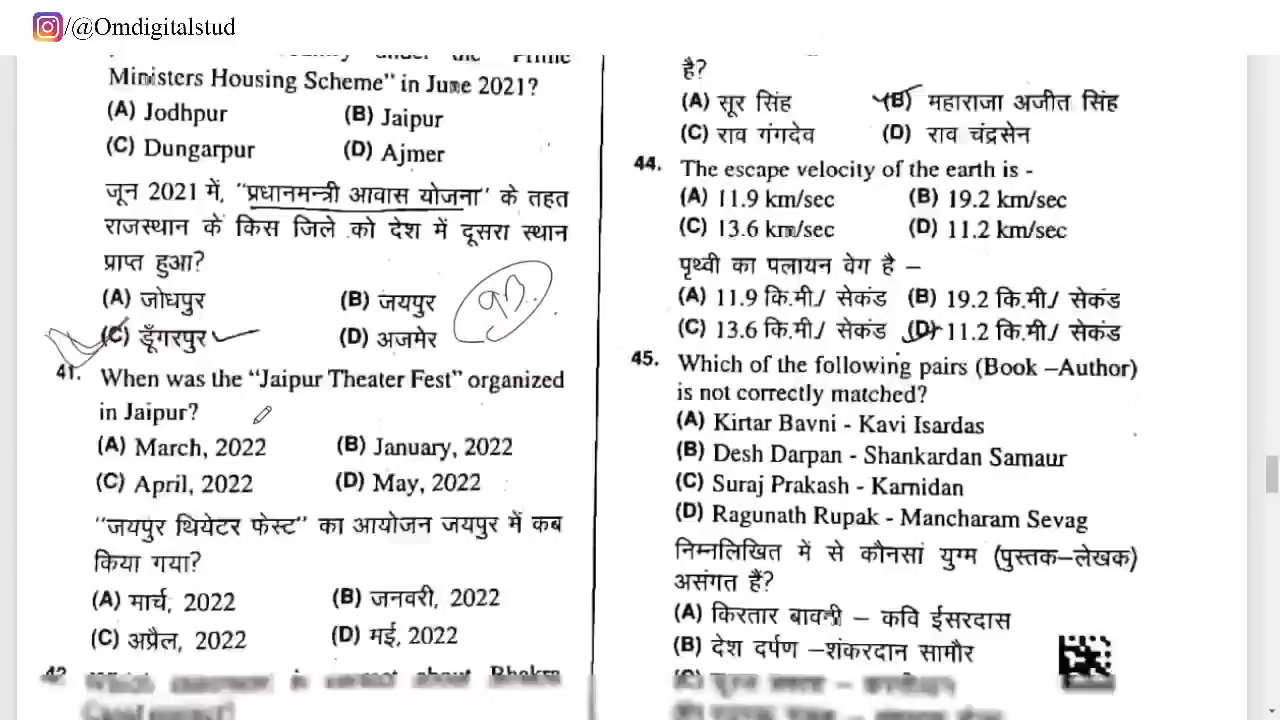 /@Omdigitalstud
Ministers Housing Scheme" in June 2021?
(A) Jodhpur (B) Jaipur
(C) Dungarpur (D) Ajmer
जून 2021 में, "प्रधानमन्त्री आवास योजना" के तहत
राजस्थान के किस जिले को देश में दूसरा स्थान
प्राप्त हुआ?
(A) जोधपुर (B) जयपुर
(C) डूँगरपुर (D) अजमेर
41. When was the "Jaipur Theater Fest" organized
in Jaipur?
(A) March, 2022 (B) January, 2022
(C) April, 2022 (D) May, 2022
"जयपुर थियेटर फेस्ट" का आयोजन जयपुर में कब
किया गया?
(A) मार्च, 2022 (B) जनवरी, 2022
(C) अप्रैल, 2022 (D) मई, 2022
है?
(A) सूर सिंह (B) महाराजा अजीत सिंह
(C) राव गंगदेव (D) राव चंद्रसेन
44. The escape velocity of the earth is -
(A) 11.9 km/sec (B) 19.2 km/sec
(C) 13.6 km/sec (D) 11.2 km/sec
पृथ्वी का पलायन वेग है –
(A) 11.9 कि.मी./ सेकंड (B) 19.2 कि.मी./ सेकंड
(C) 13.6 कि.मी./ सेकंड (D) 11.2 कि.मी./ सेकंड
45. Which of the following pairs (Book –Author)
is not correctly matched?
(A) Kirtar Bavni - Kavi Isardas
(B) Desh Darpan - Shankardan Samaur
(C) Suraj Prakash - Karnidan
(D) Ragunath Rupak - Mancharam Sevag
निम्नलिखित में से कौनसां युग्म (पुस्तक–लेखक)
असंगत हैं?
(A) किरतार बावनी – कवि ईसरदास
(B) देश दर्पण –शंकरदान सामौर